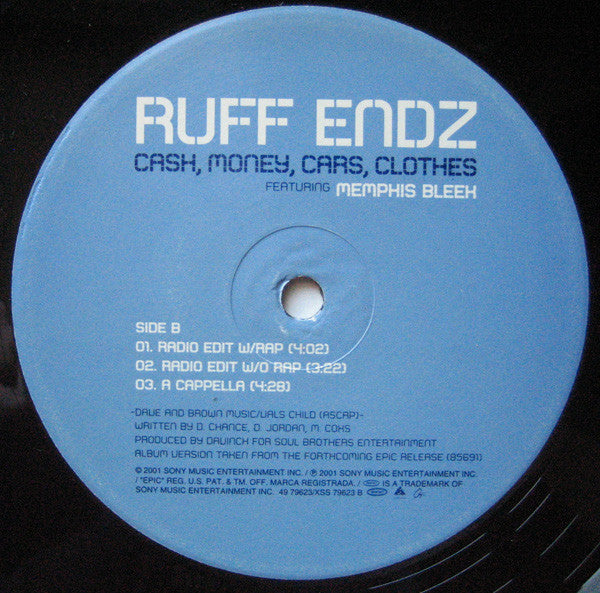 RUFF ENDZ
CASH, MONEY, CARS, CLOTHES
FEATURING MEMPHIS BLEEK
SIDE B
01. RADIO EDIT W/RAP (4:02)
02. RADIO EDIT W/O RAP (3:22)
03. A CAPPELLA (4:28)
-DAVE AND BROWN MUSIC/VALS CHILD (ASCAP)-
WRITTEN BY D. CHANCE, D. JORDAN, M. COXS
PRODUCED BY DAVINCH FOR SOUL BROTHERS ENTERTAINMENT
ALBUM VERSION TAKEN FROM THE FORTHCOMING EPIC RELEASE (85691)
© 2001 SONY MUSIC ENTERTAINMENT INC. / ℗ 2001 SONY MUSIC ENTERTAINMENT INC.
/ "EPIC" REG. U.S. PAT. & TM. OFF. MARCA REGISTRADA. / IS A TRADEMARK OF
SONY MUSIC ENTERTAINMENT INC. 49 79623/XSS 79623 B